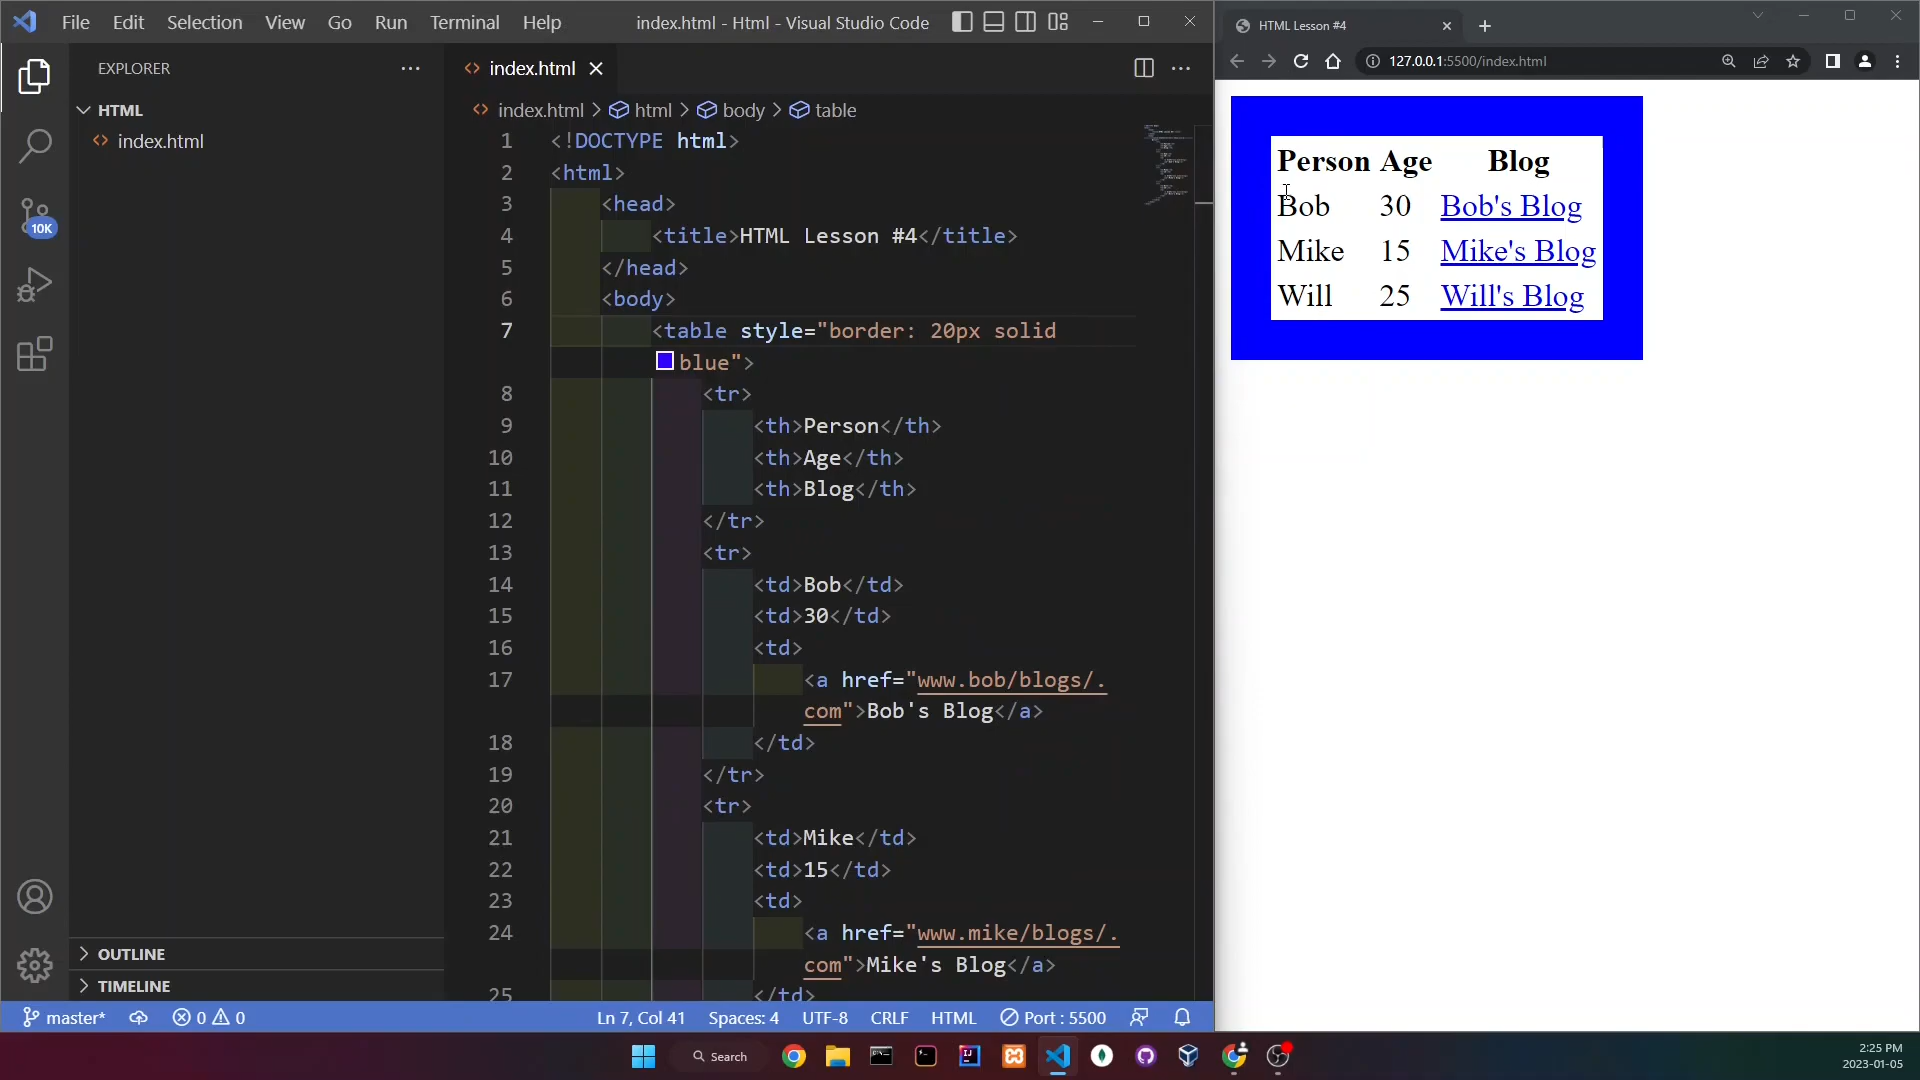 File Edit Selection View Go Run Terminal Help index.html - Html - Visual Studio Code
EXPLORER
HTML
index.html
10K
OUTLINE
TIMELINE
index.html
index.html > html > body > table
1 <!DOCTYPE html>
2 <html>
3 <head>
4 <title>HTML Lesson #4</title>
5 </head>
6 <body>
7 <table style="border: 20px solid
blue">
8 <tr>
9 <th>Person</th>
10 <th>Age</th>
11 <th>Blog</th>
12 </tr>
13 <tr>
14 <td>Bob</td>
15 <td>30</td>
16 <td>
17 <a href="www.bob/blogs/.
com">Bob's Blog</a>
18 </td>
19 </tr>
20 <tr>
21 <td>Mike</td>
22 <td>15</td>
23 <td>
24 <a href="www.mike/blogs/.
com">Mike's Blog</a>
25 </td>
master* 0 0 Ln 7, Col 41 Spaces: 4 UTF-8 CRLF HTML Port : 5500
HTML Lesson #4
127.0.0.1:5500/index.html
Person Age Blog
Bob 30 Bob's Blog
Mike 15 Mike's Blog
Will 25 Will's Blog
Search
2:25 PM
2023-01-05